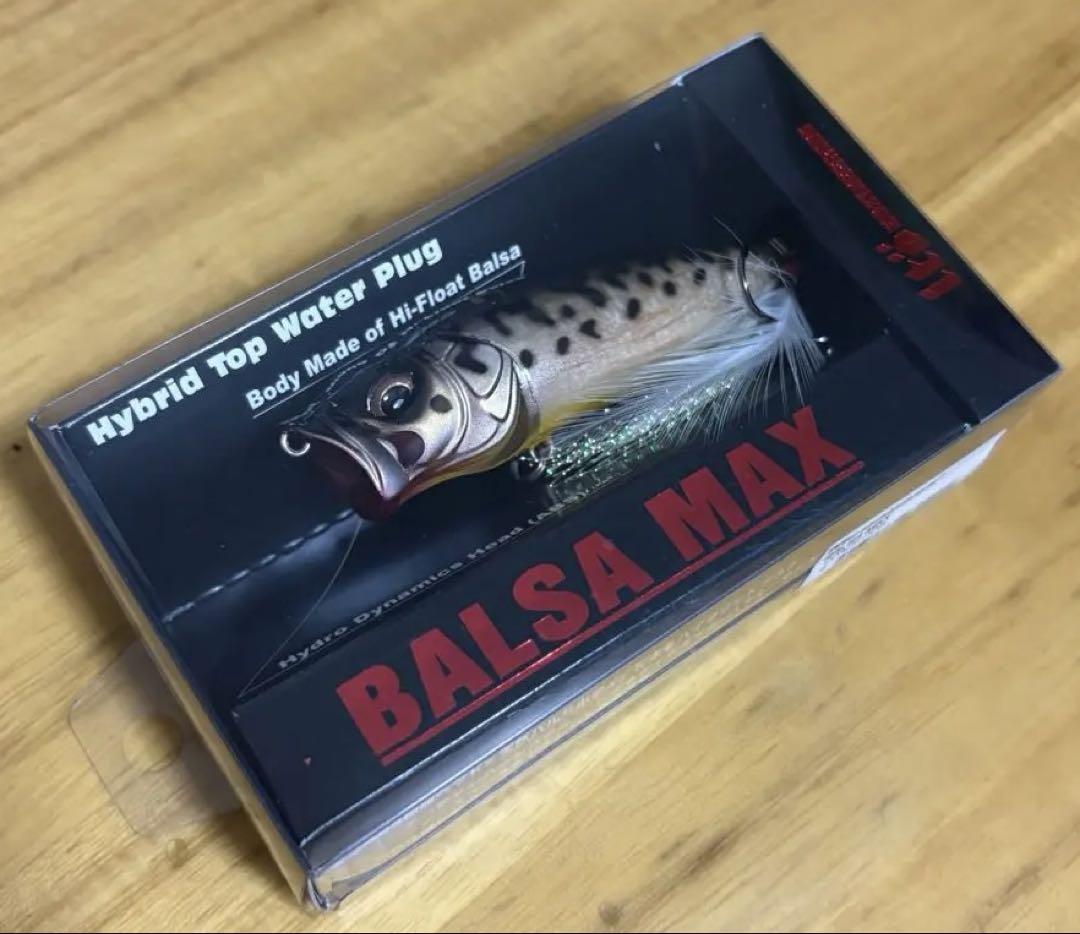 Hybrid Top Water Plug
Body Made of Hi-Float Balsa
Hydro Dynamics Head
BALSA MAX